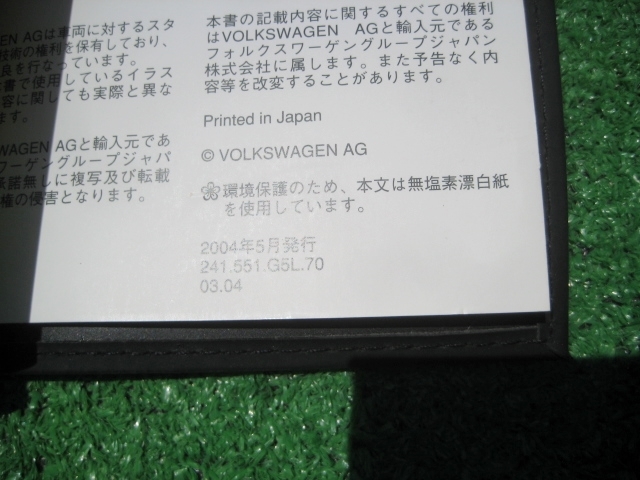 EN AGは車両に対するスタ
技術の権利を保有しており、
良を行なっています。
書で使用しているイラス
容に関しても実際と異な
ます。
EN AGと輸入元であ
ワーゲングループジャパ
承諾無しに複写及び転載
権の侵害となります。
本書の記載内容に関するすべての権利
はVOLKSWAGEN AGと輸入元である
フォルクスワーゲングループジャパン
株式会社に属します。また予告なく内
容等を改変することがあります。
Printed in Japan
© VOLKSWAGEN AG
環境保護のため、本文は無塩素漂白紙
を使用しています。
2004年5月発行
241.551.G5L.70
03.04